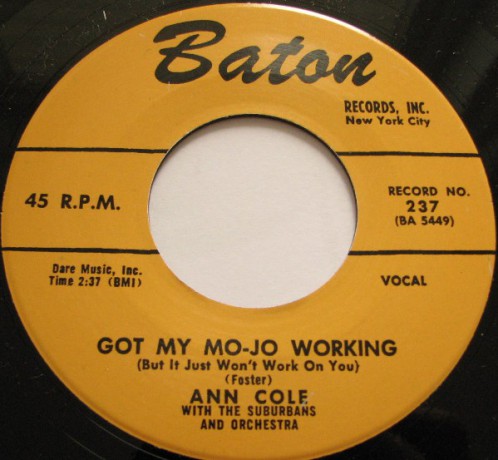 Baton
RECORDS, INC.
New York City
45 R.P.M.
RECORD NO.
237
(BA 5449)
Dare Music, Inc.
Time 2:37 (BMI)
VOCAL
GOT MY MO-JO WORKING
(But It Just Won't Work On You)
(Foster)
ANN COLE
WITH THE SUBURBANS
AND ORCHESTRA